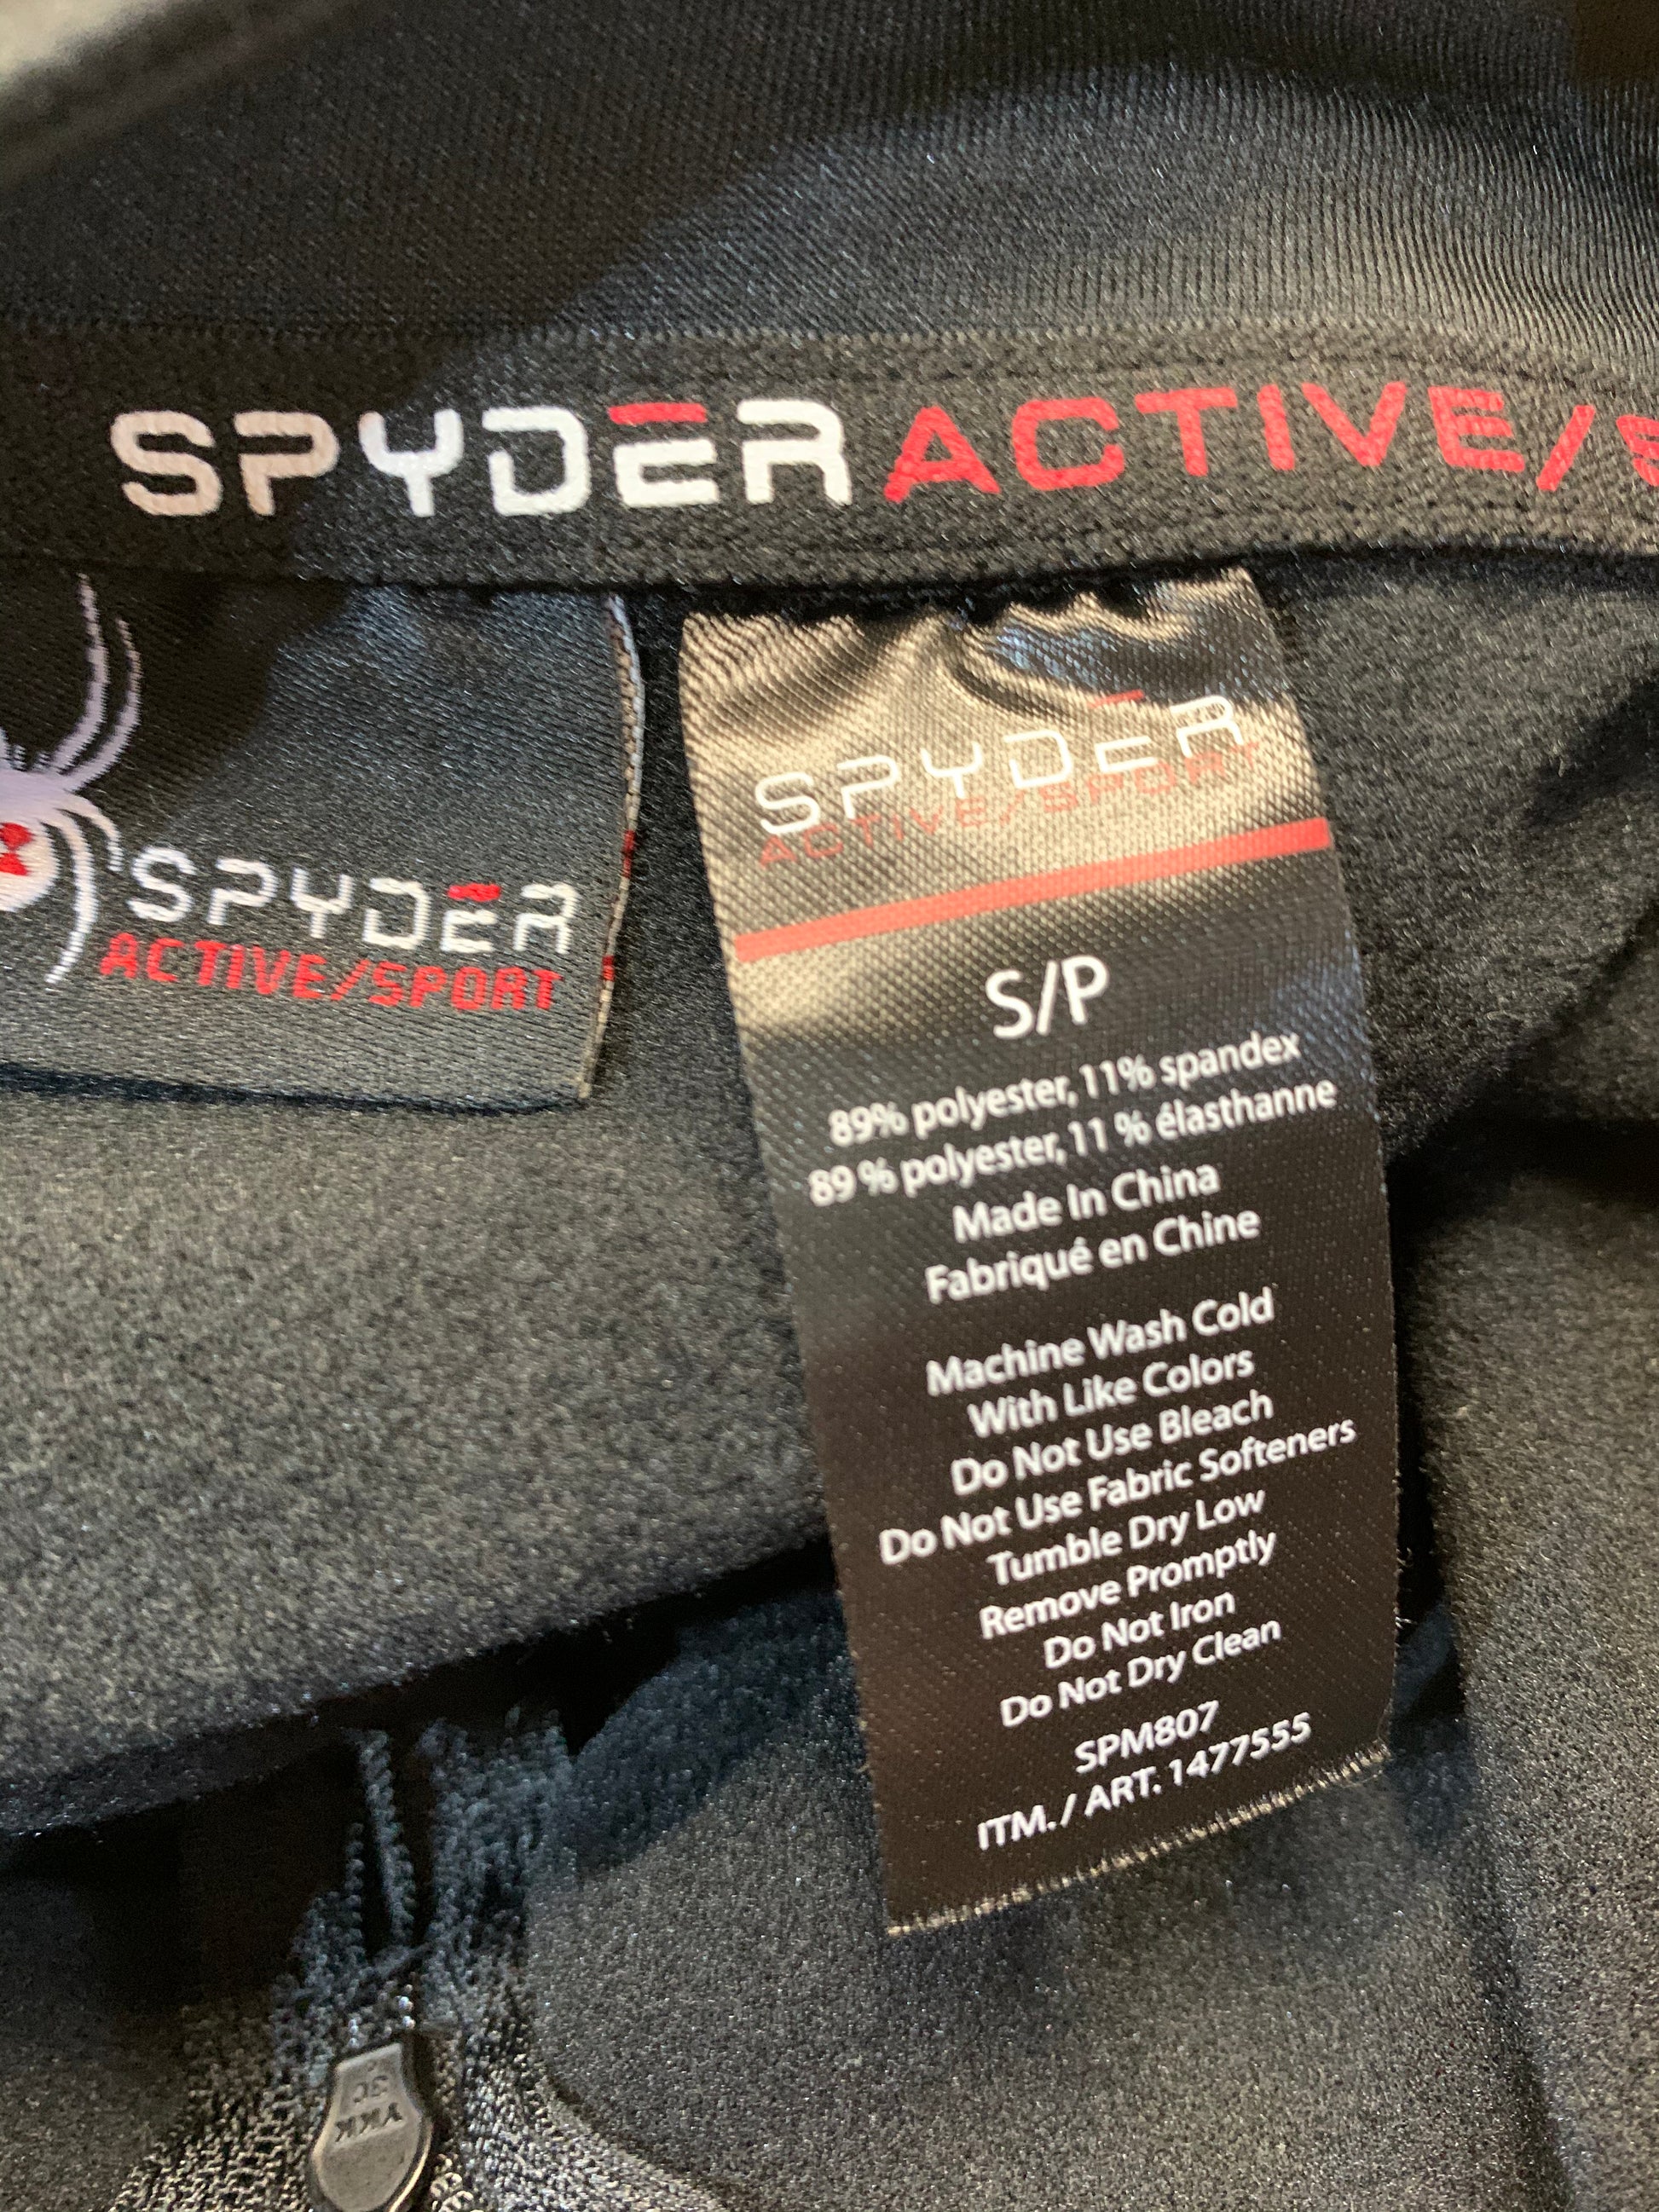 SPYDER ACTIVE/S
SPYDER
ACTIVE/SPORT
SPYDER
ACTIVE/SPORT
S/P
89% polyester, 11% spandex
89 % polyester, 11 % élasthanne
Made In China
Fabriqué en Chine
Machine Wash Cold
With Like Colors
Do Not Use Bleach
Do Not Use Fabric Softeners
Tumble Dry Low
Remove Promptly
Do Not Iron
Do Not Dry Clean
SPM807
ITM. / ART. 1477555
YKK